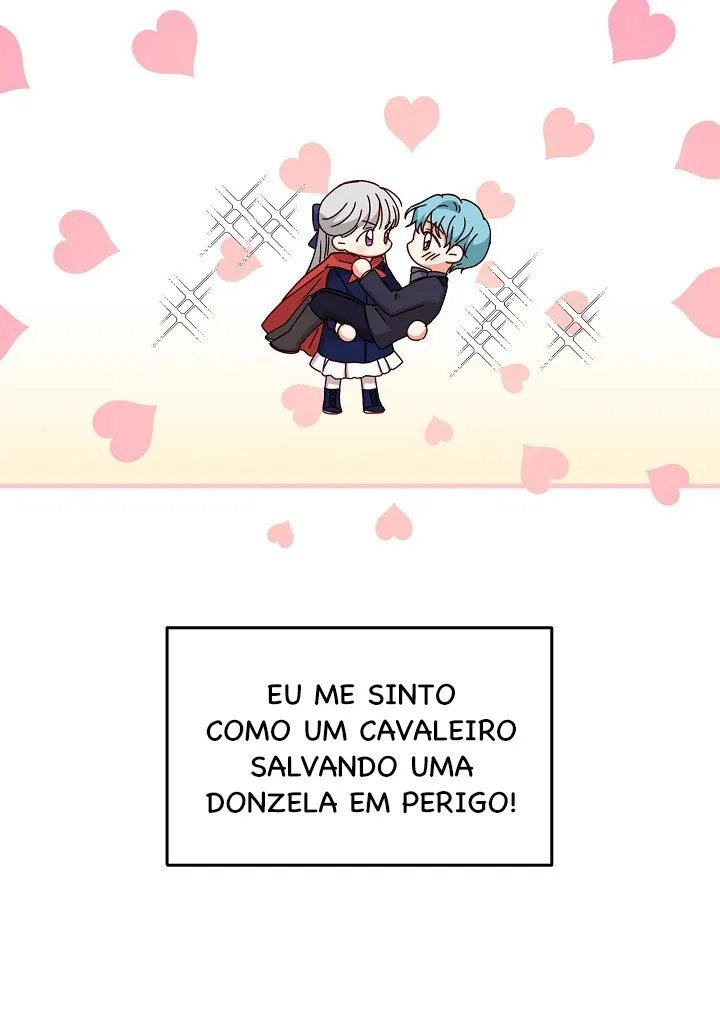 EU ME SINTO
COMO UM CAVALEIRO
SALVANDO UMA
DONZELA EM PERIGO!